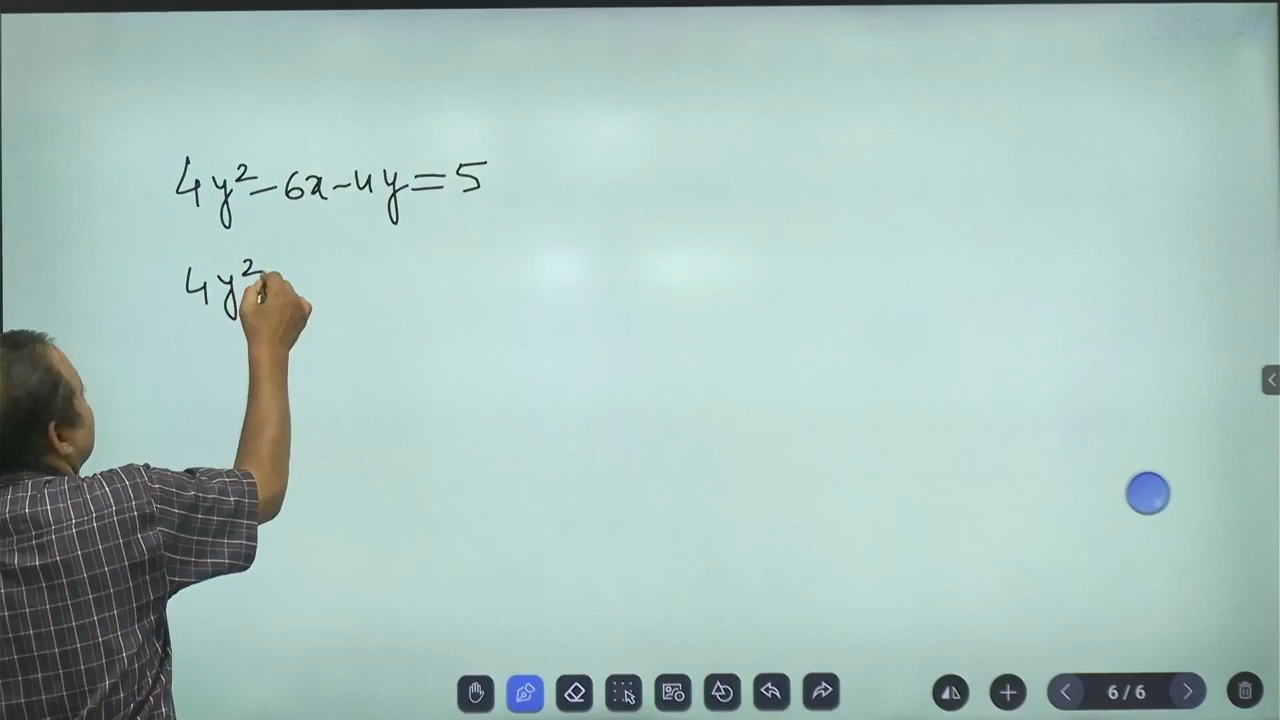 4y² - 6x - 4y = 5
4y²
6 / 6